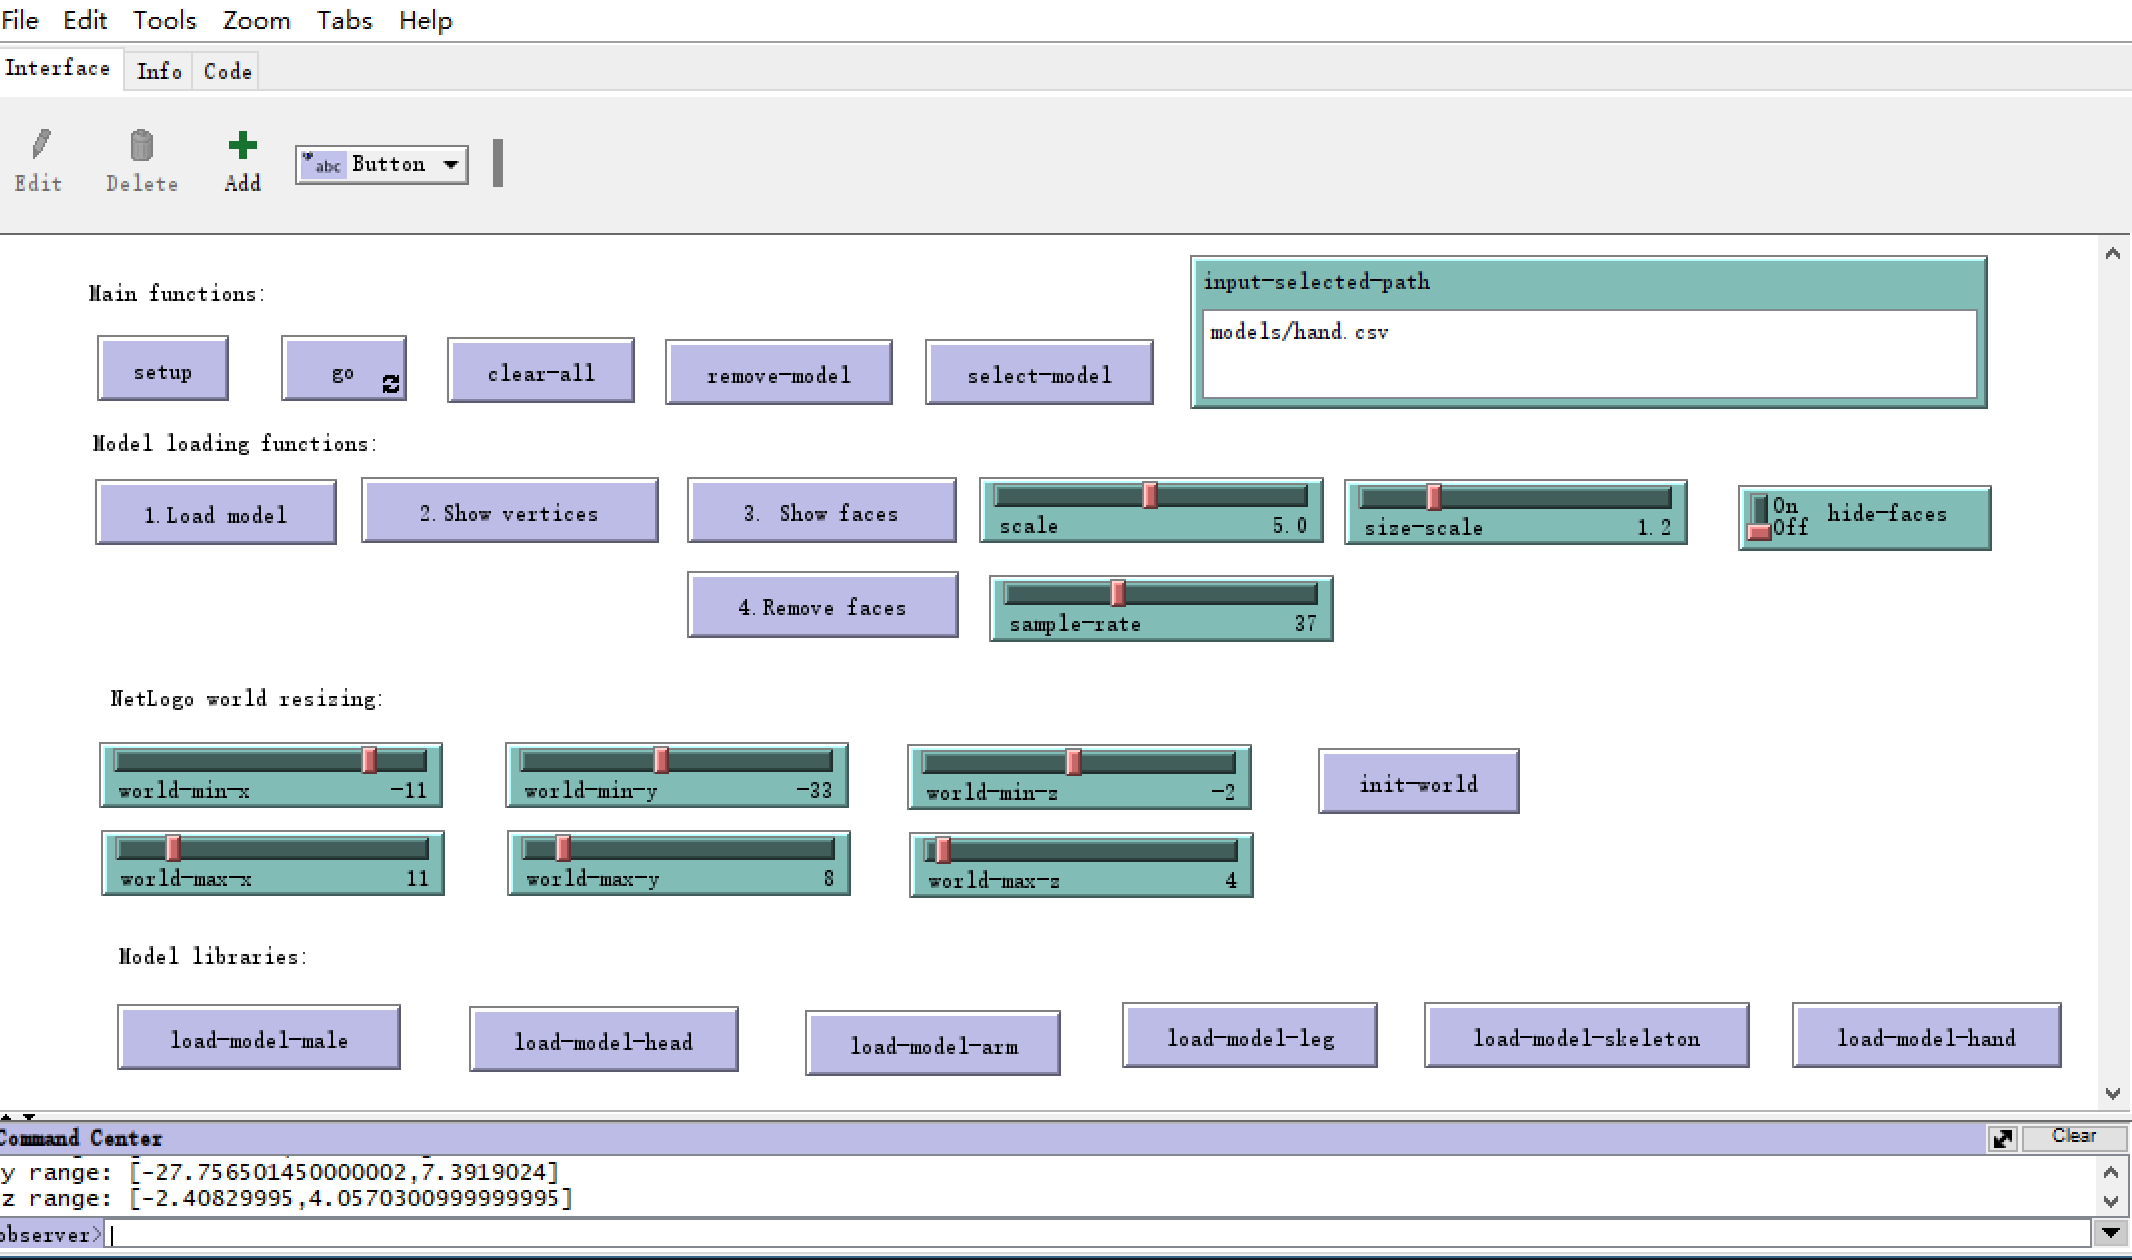 File Edit Tools Zoom Tabs Help
Interface Info Code
Edit Delete Add abc Button
Main functions:
input-selected-path
models/hand.csv
setup go clear-all remove-model select-model
Model loading functions:
1.Load model 2.Show vertices 3. Show faces scale 5.0 size-scale 1.2 On Off hide-faces
4.Remove faces sample-rate 37
NetLogo world resizing:
world-min-x -11 world-min-y -33 world-min-z -2 init-world
world-max-x 11 world-max-y 8 world-max-z 4
Model libraries:
load-model-male load-model-head load-model-arm load-model-leg load-model-skeleton load-model-hand
Command Center Clear
y range: [-27.756501450000002,7.3919024]
z range: [-2.40829995,4.0570300999999995]
observer>